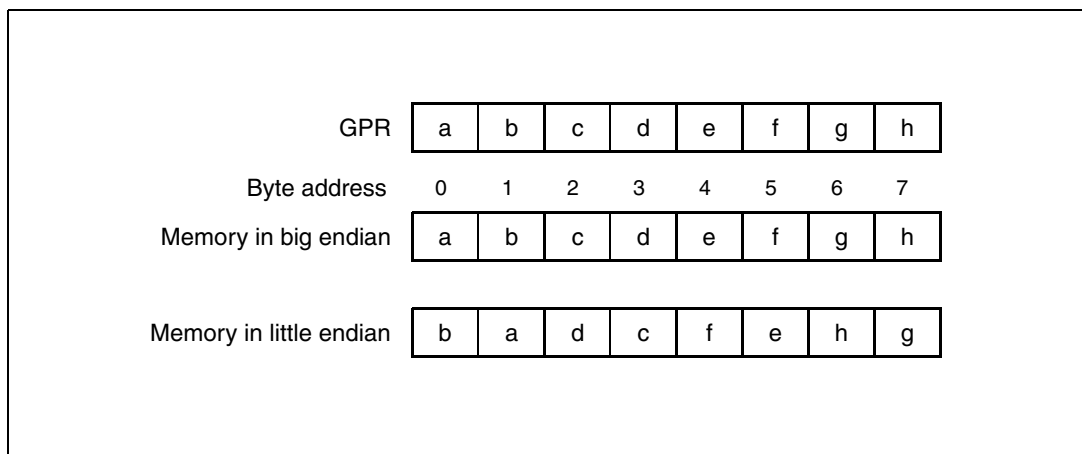 GPR a b c d e f g h
Byte address 0 1 2 3 4 5 6 7
Memory in big endian a b c d e f g h
Memory in little endian b a d c f e h g